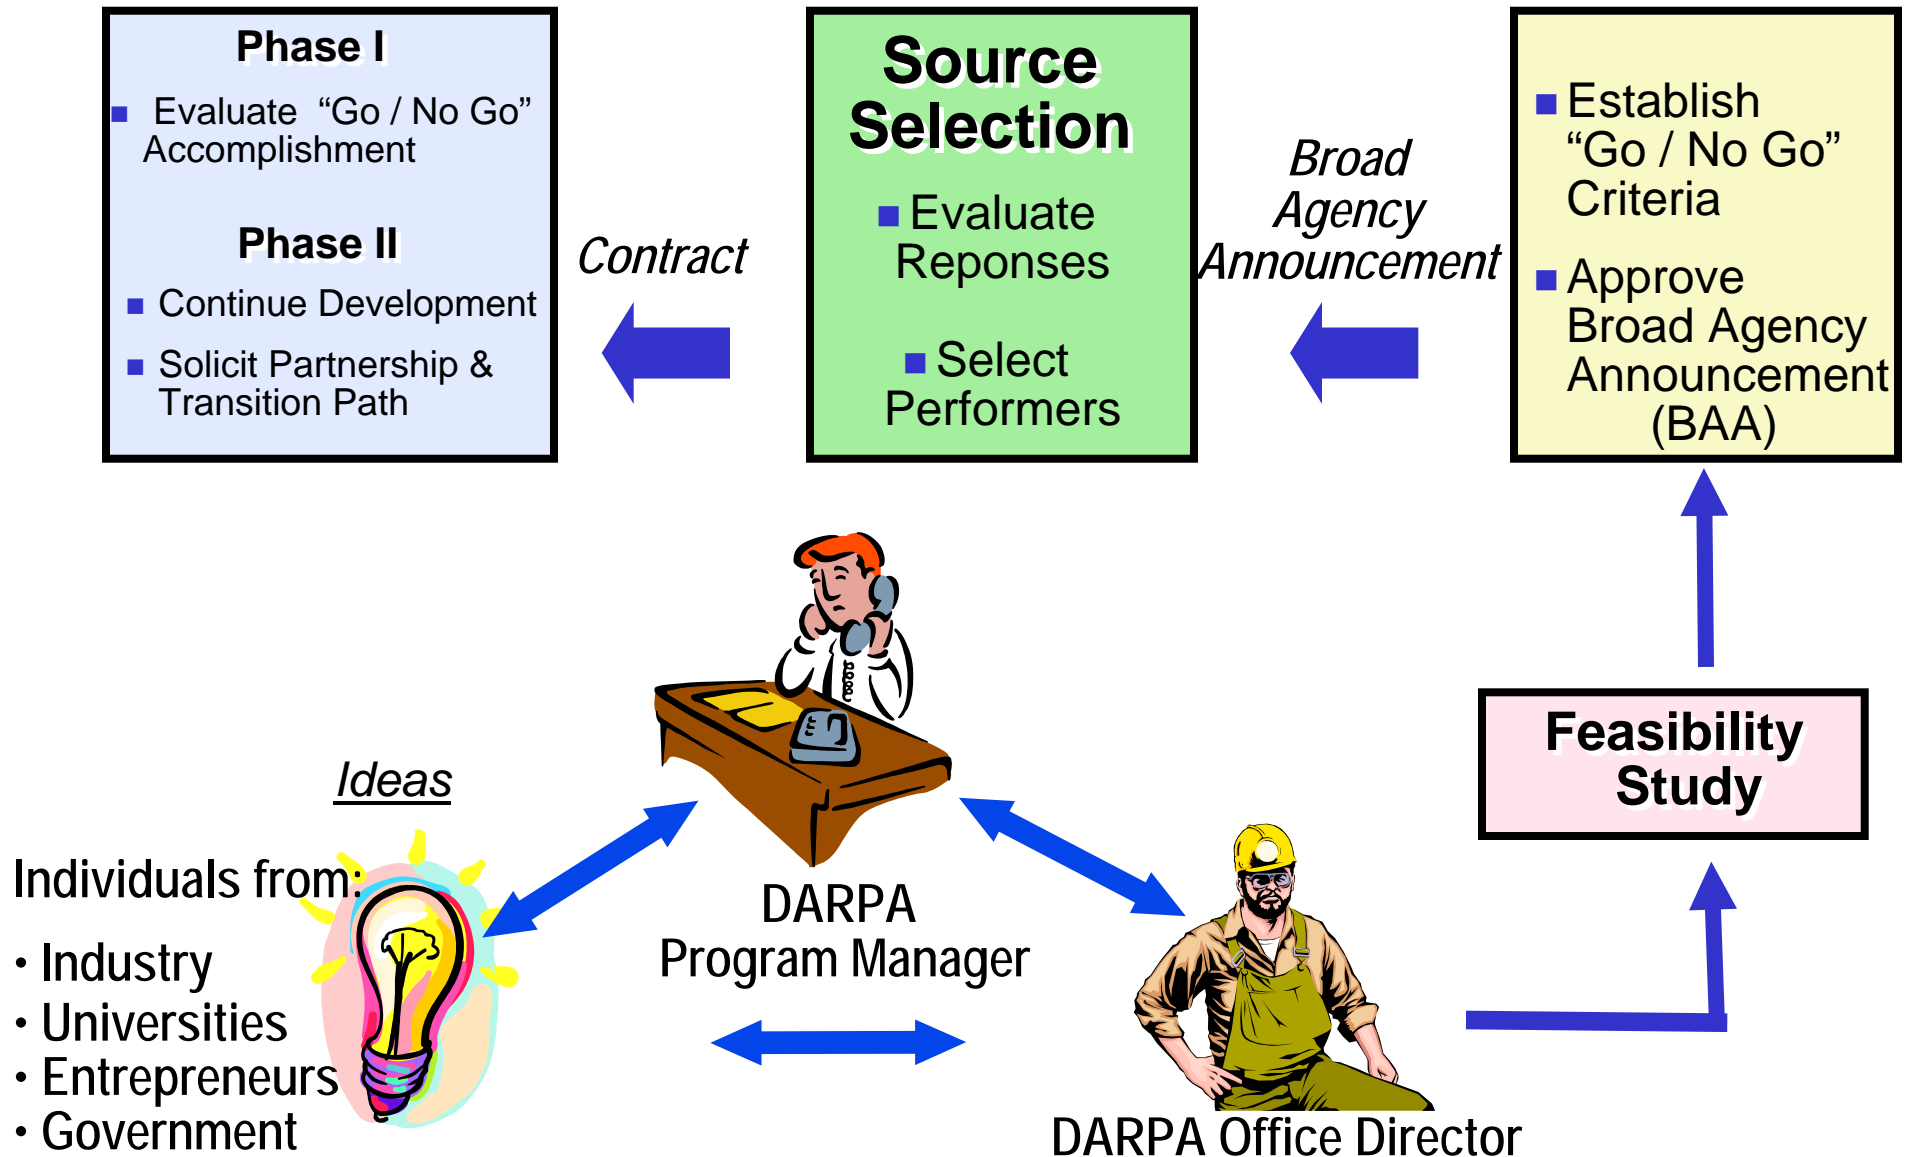 Phase I
■ Evaluate “Go / No Go”
Accomplishment
Phase II
■ Continue Development
■ Solicit Partnership &
Transition Path
Contract
Source
Selection
■ Evaluate
Reponses
■ Select
Performers
Broad
Agency
Announcement
■ Establish
“Go / No Go”
Criteria
■ Approve
Broad Agency
Announcement
(BAA)
Feasibility
Study
Ideas
Individuals from:
• Industry
• Universities
• Entrepreneurs
• Government
DARPA
Program Manager
DARPA Office Director